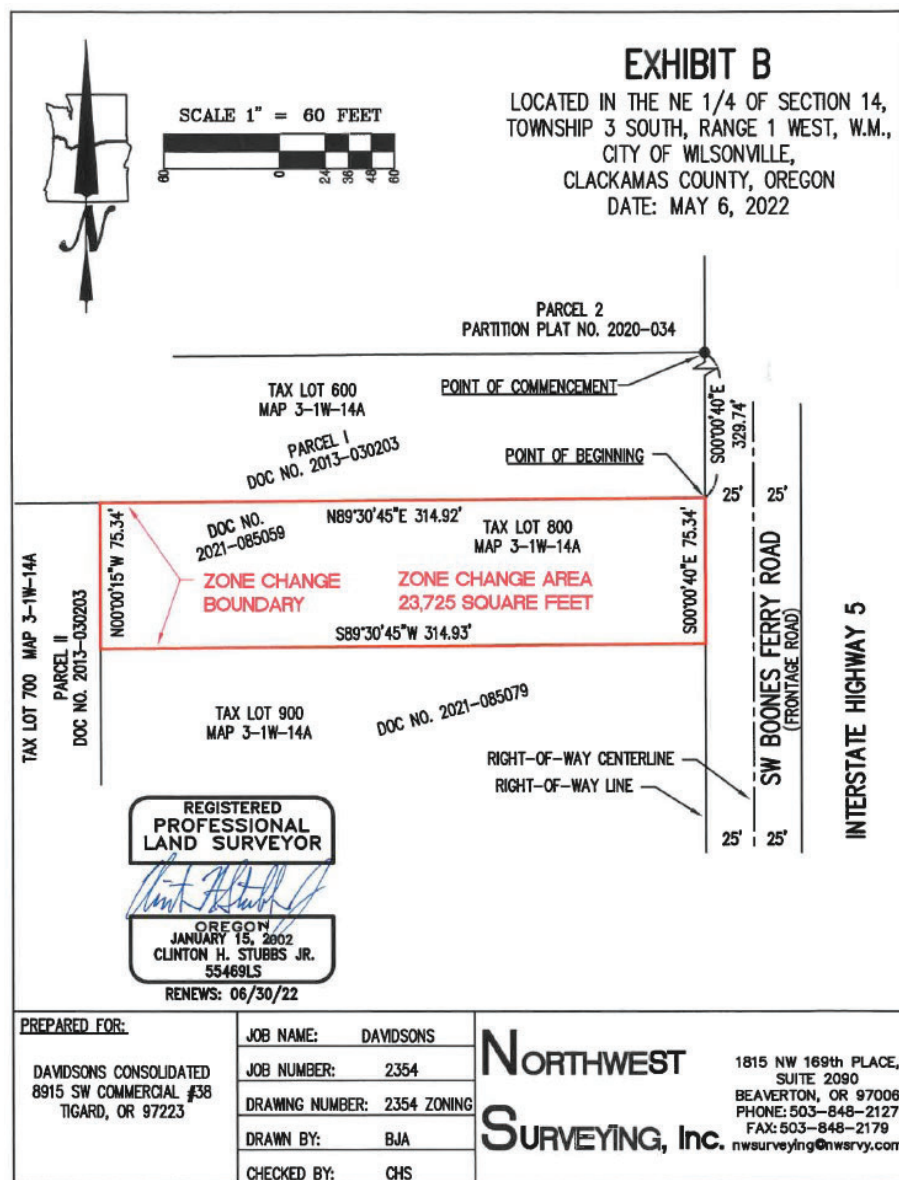 EXHIBIT B
LOCATED IN THE NE 1/4 OF SECTION 14,
TOWNSHIP 3 SOUTH, RANGE 1 WEST, W.M.,
CITY OF WILSONVILLE,
CLACKAMAS COUNTY, OREGON
DATE: MAY 6, 2022
SCALE 1" = 60 FEET
60 0 24 36 48 60
N
PARCEL 2
PARTITION PLAT NO. 2020-034
TAX LOT 600
MAP 3-1W-14A
POINT OF COMMENCEMENT
S00°00'40"E
329.74'
PARCEL I
DOC NO. 2013-030203
POINT OF BEGINNING
25' 25'
N89°30'45"E 314.92'
DOC NO.
2021-085059
TAX LOT 800
MAP 3-1W-14A
N00°00'15"W 75.34'
S00°00'40"E 75.34'
ZONE CHANGE
BOUNDARY
ZONE CHANGE AREA
23,725 SQUARE FEET
S89°30'45"W 314.93'
TAX LOT 700 MAP 3-1W-14A
PARCEL II
DOC NO. 2013-030203
SW BOONES FERRY ROAD
(FRONTAGE ROAD)
INTERSTATE HIGHWAY 5
TAX LOT 900
MAP 3-1W-14A
DOC NO. 2021-085079
RIGHT-OF-WAY CENTERLINE
RIGHT-OF-WAY LINE
25' 25'
REGISTERED
PROFESSIONAL
LAND SURVEYOR
Clint H Stubbs Jr
OREGON
JANUARY 15, 2002
CLINTON H. STUBBS JR.
55469LS
RENEWS: 06/30/22
PREPARED FOR:
DAVIDSONS CONSOLIDATED
8915 SW COMMERCIAL #38
TIGARD, OR 97223
JOB NAME: DAVIDSONS
JOB NUMBER: 2354
DRAWING NUMBER: 2354 ZONING
DRAWN BY: BJA
CHECKED BY: CHS
NORTHWEST
SURVEYING, Inc.
1815 NW 169th PLACE,
SUITE 2090
BEAVERTON, OR 97006
PHONE: 503-848-2127
FAX: 503-848-2179
nwsurveying@nwsrvy.com